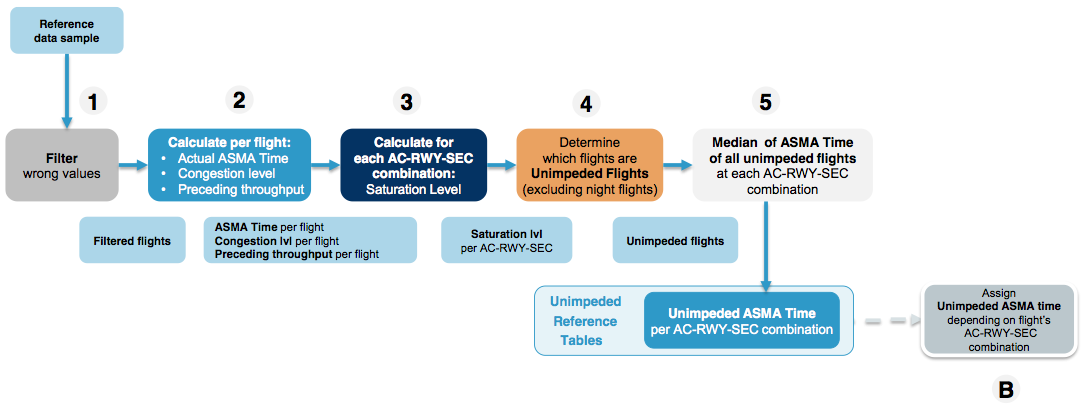 Reference
data sample
1
2
3
4
5
Filter
wrong values
Calculate per flight:
• Actual ASMA Time
• Congestion level
• Preceding throughput
Calculate for
each AC-RWY-SEC
combination:
Saturation Level
Determine
which flights are
Unimpeded Flights
(excluding night flights)
Median of ASMA Time
of all unimpeded flights
at each AC-RWY-SEC
combination
Filtered flights
ASMA Time per flight
Congestion lvl per flight
Preceding throughput per flight
Saturation lvl
per AC-RWY-SEC
Unimpeded flights
Unimpeded
Reference
Tables
Unimpeded ASMA Time
per AC-RWY-SEC combination
Assign
Unimpeded ASMA time
depending on flight's
AC-RWY-SEC
combination
B